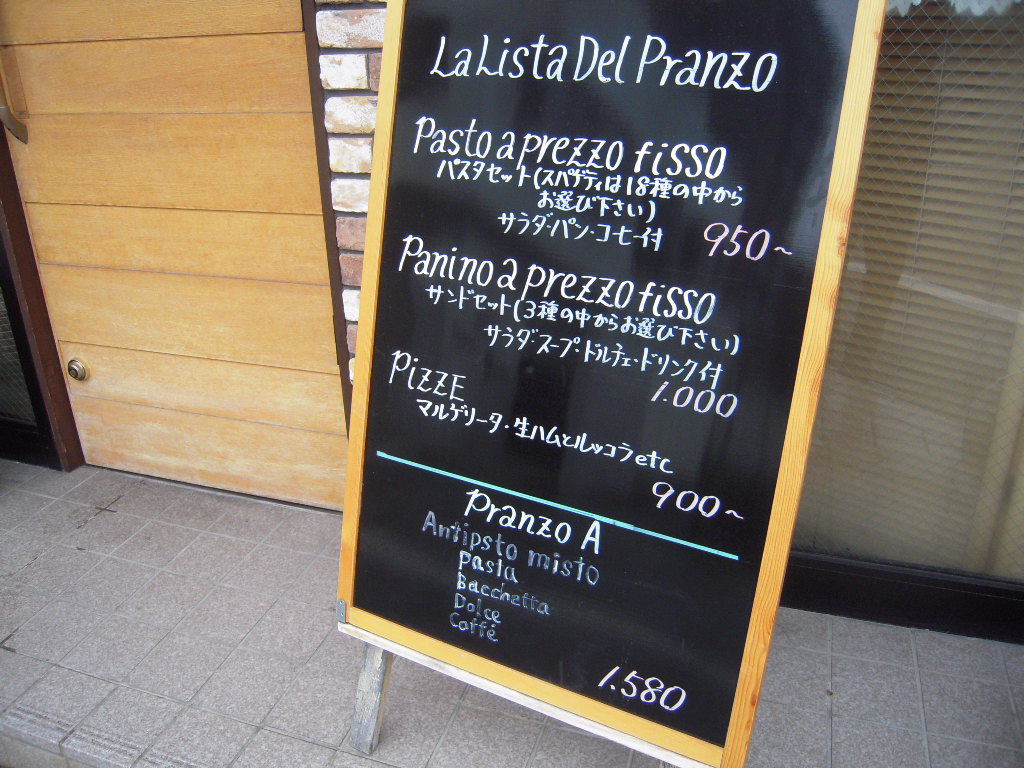 La Lista Del Pranzo
Pasto a prezzo fisso
パスタセット(スパゲティは18種の中から
お選び下さい)
サラダ・パン・コーヒー付
950~
Panino a prezzo fisso
サンドセット(3種の中からお選び下さい)
サラダ・スープ・ドルチェ・ドリンク付
1.000
PIZZE
マルゲリータ・生ハムとルッコラetc
900~
Pranzo A
Antipsto misto
Pasta
Bacchetta
Dolce
Caffé
1.580